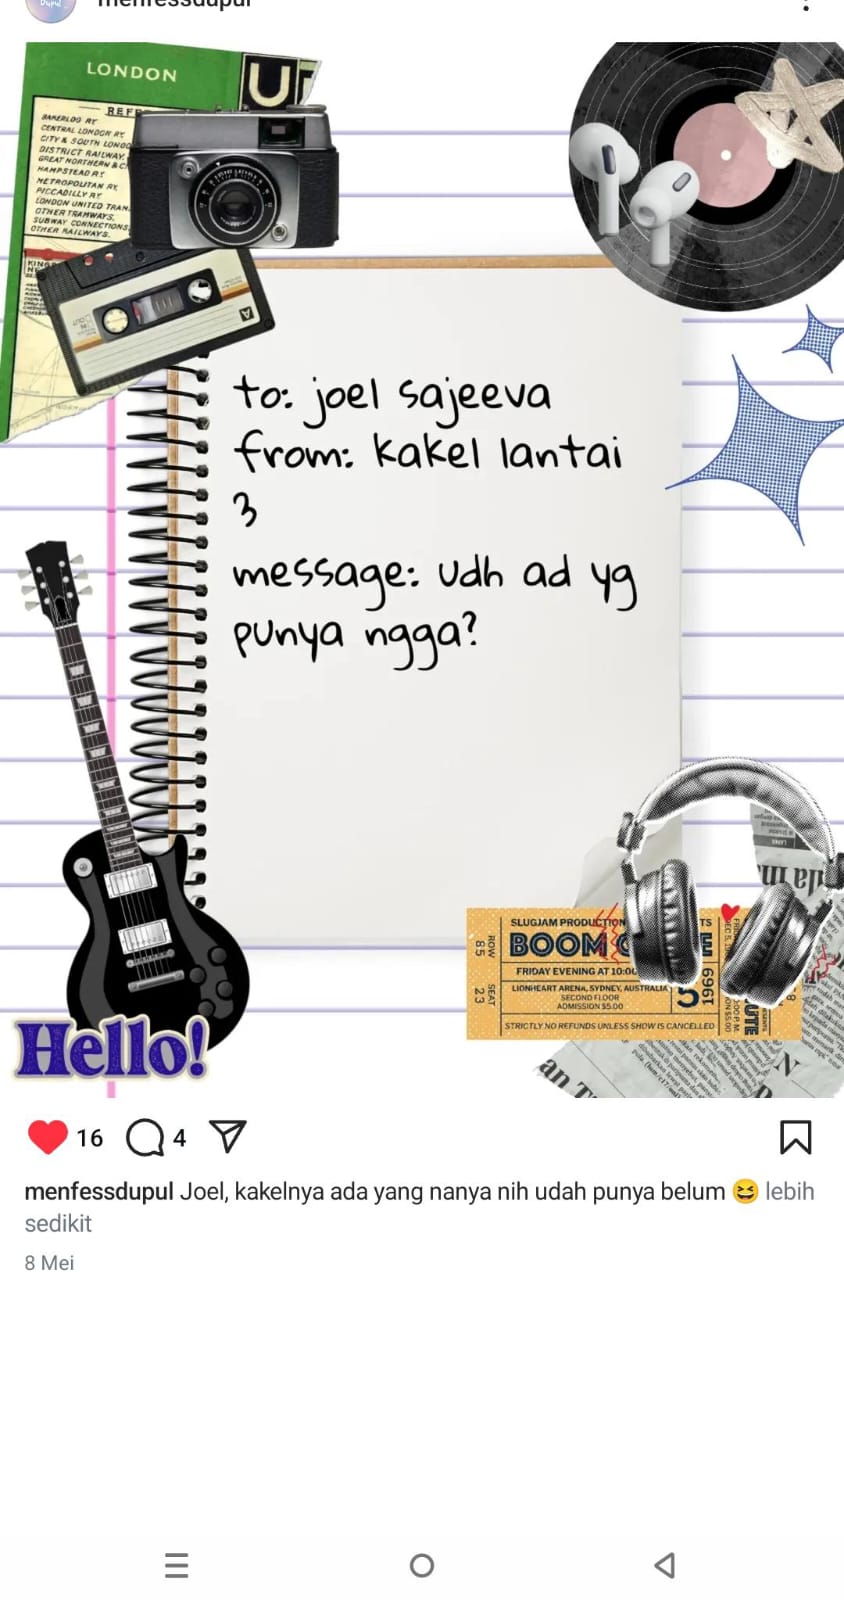 menfessdupul
LONDON
BAKERLOO RY
CENTRAL LONDON RY
CITY & SOUTH LONDO
DISTRICT RAILWAY
GREAT NORTHERN &
HAMPSTEAD RY
METROPOLITAN RY
PICCADILLY RY
LONDON UNITED TRAM
OTHER TRAMWAYS
SUBWAY CONNECTIONS
OTHER RAILWAYS.
A
to: joel sajeeva
from: kakel lantai
3
message: udh ad yg
punya ngga?
Hello!
SLUGJAM PRODUCTION
BOOM
FRIDAY EVENING AT 10:00
LIONHEART ARENA, SYDNEY, AUSTRALIA
SECOND FLOOR
ADMISSION $5.00
STRICTLY NO REFUNDS UNLESS SHOW IS CANCELLED
ROW
85
SEAT
23
5
1999
16 4
menfessdupul Joel, kakelnya ada yang nanya nih udah punya belum 😆 lebih
sedikit
8 Mei